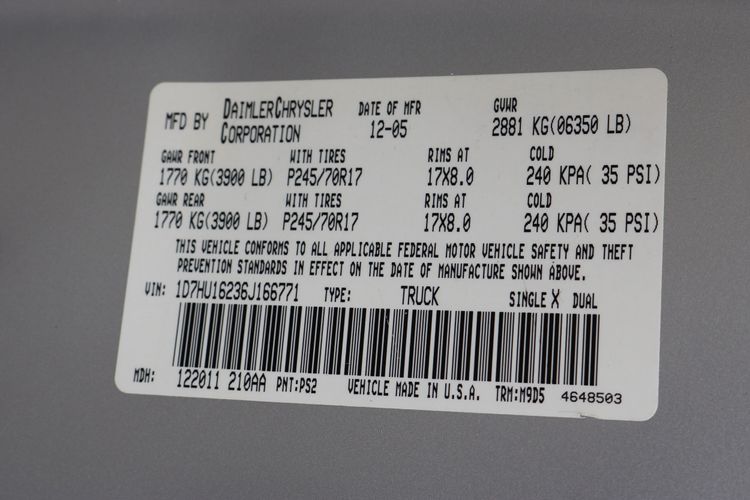 MFD BY DAIMLERCHRYSLER CORPORATION DATE OF MFR 12-05 GVWR 2881 KG(06350 LB)
GAWR FRONT WITH TIRES RIMS AT COLD
1770 KG(3900 LB) P245/70R17 17X8.0 240 KPA( 35 PSI)
GAWR REAR WITH TIRES RIMS AT COLD
1770 KG(3900 LB) P245/70R17 17X8.0 240 KPA( 35 PSI)
THIS VEHICLE CONFORMS TO ALL APPLICABLE FEDERAL MOTOR VEHICLE SAFETY AND THEFT
PREVENTION STANDARDS IN EFFECT ON THE DATE OF MANUFACTURE SHOWN ABOVE.
VIN: 1D7HU16236J166771 TYPE: TRUCK SINGLE X DUAL
MDH: 122011 210AA PNT:PS2 VEHICLE MADE IN U.S.A. TRM:M9D5 4648503